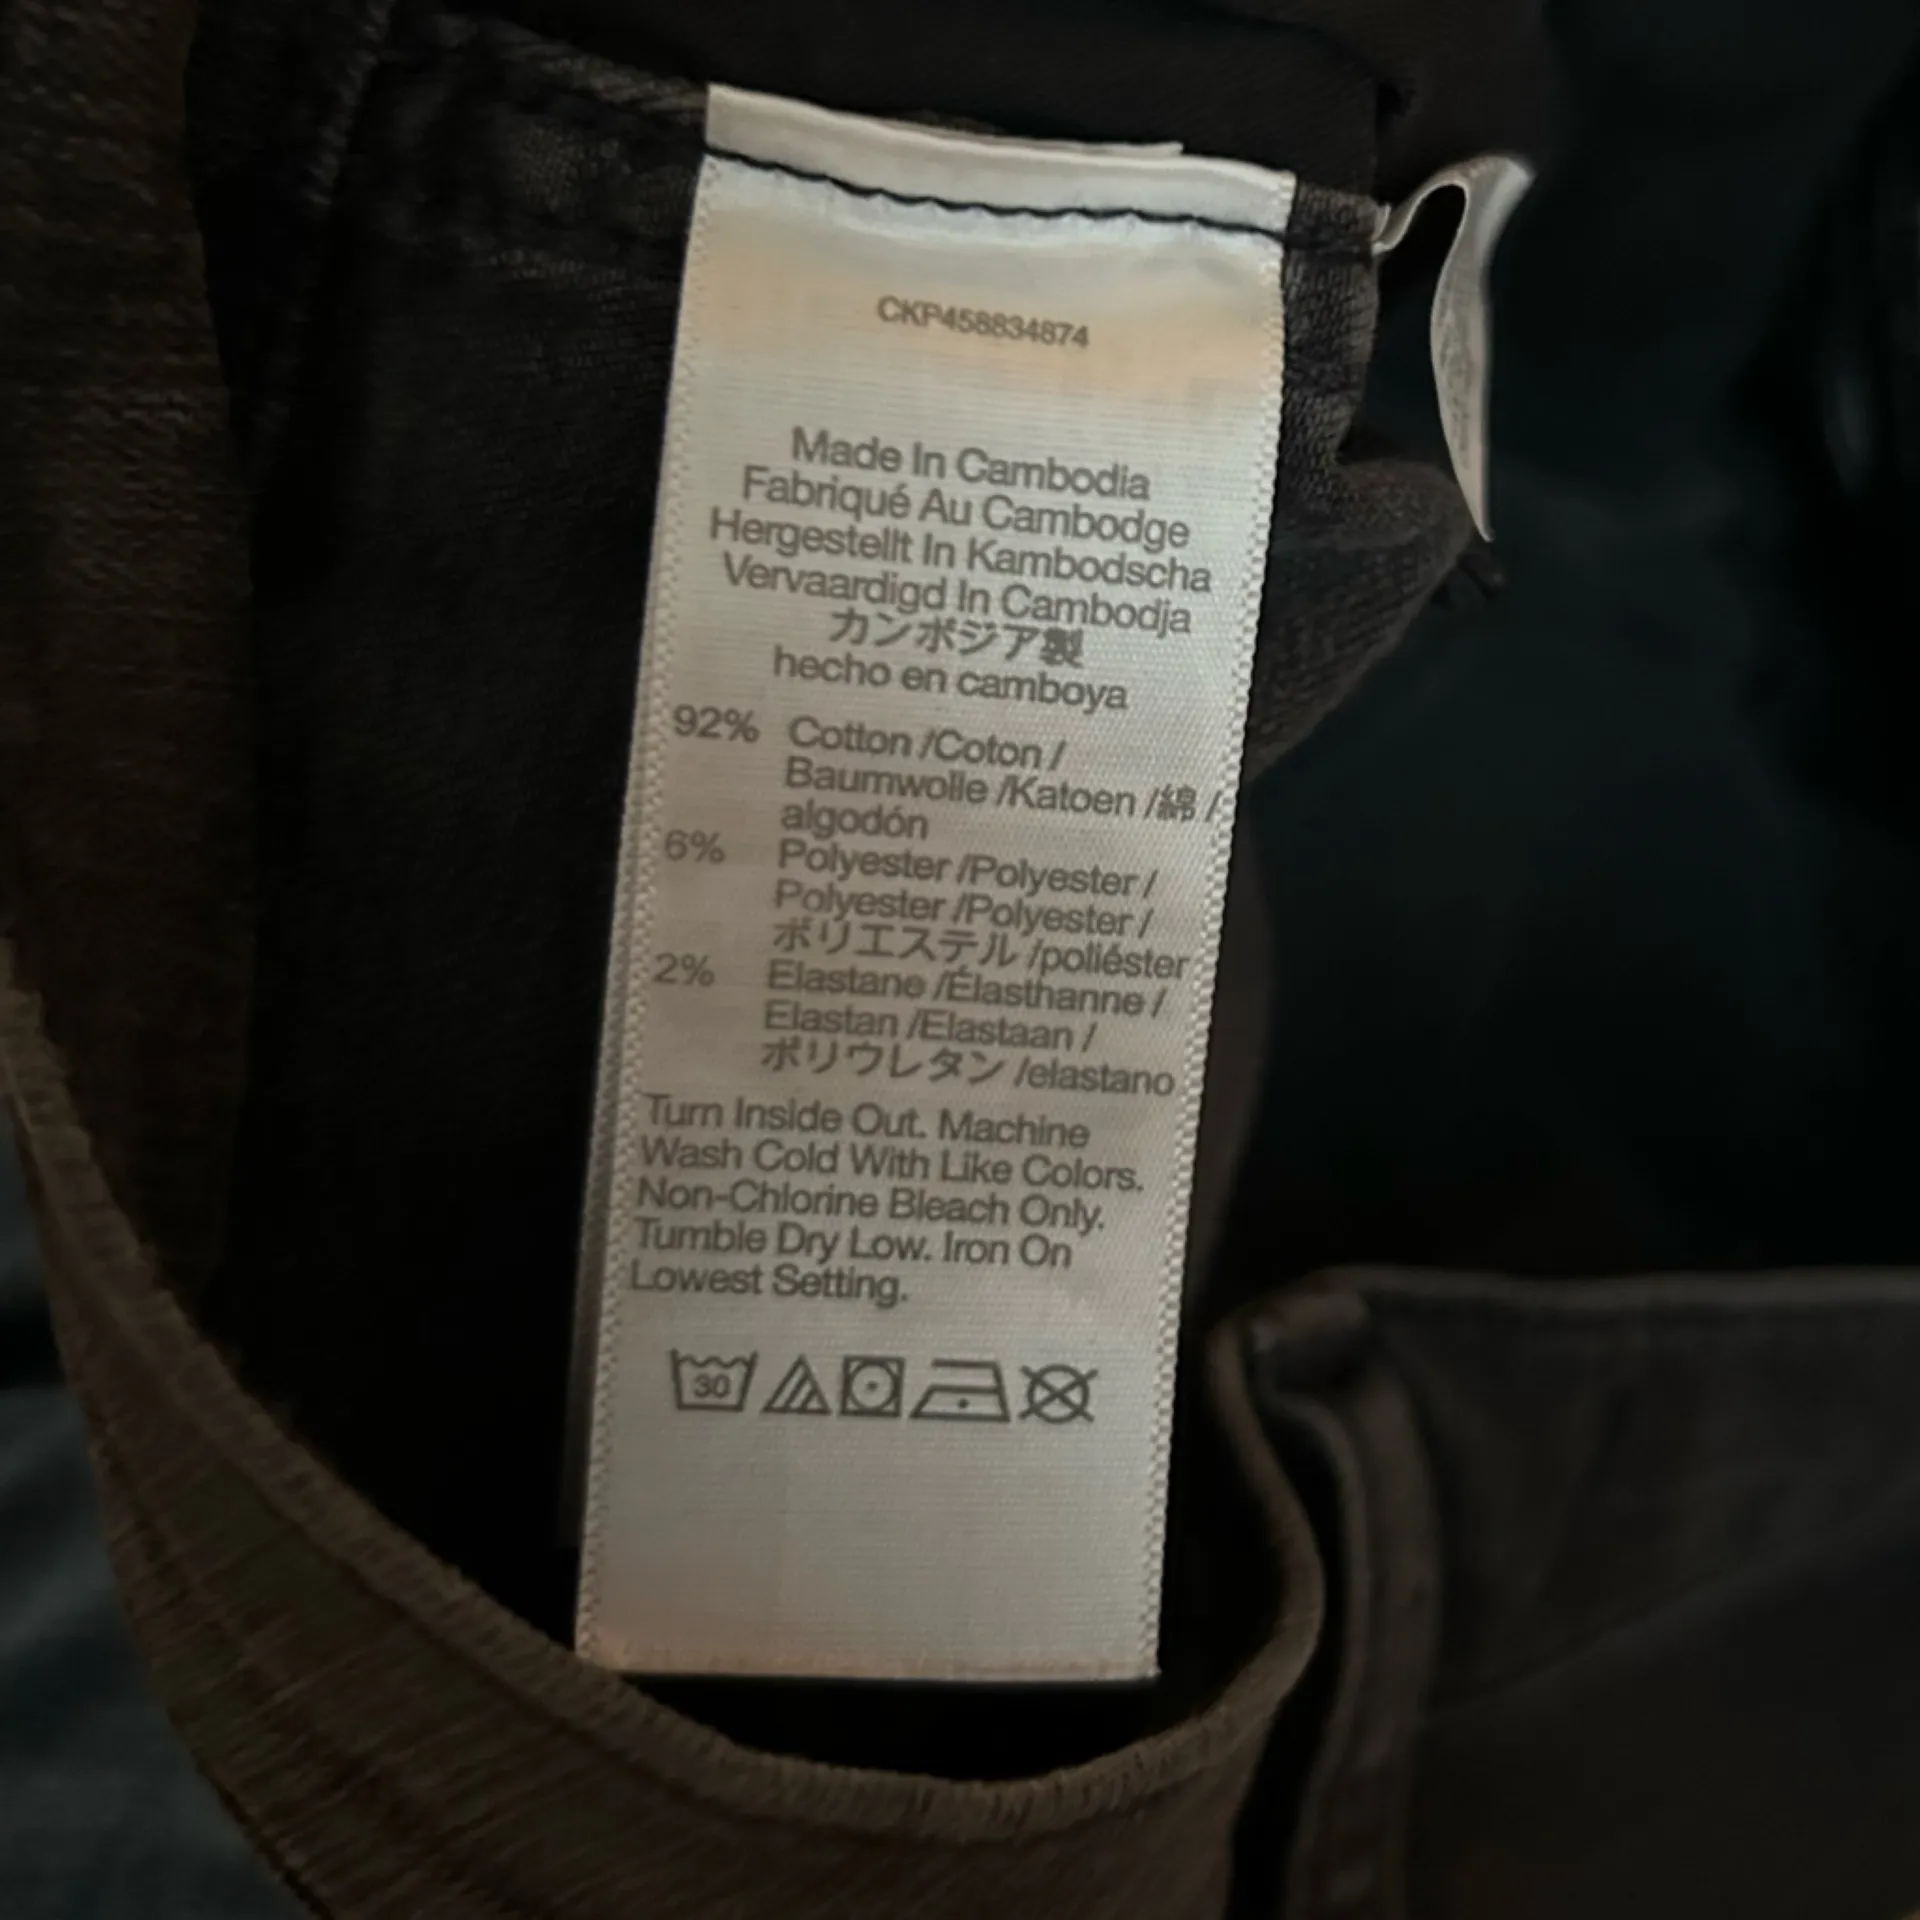 CKP458834874
Made In Cambodia
Fabriqué Au Cambodge
Hergestellt In Kambodscha
Vervaardigd In Cambodja
カンボジア製
hecho en camboya
92% Cotton /Coton /
Baumwolle /Katoen /綿 /
algodón
6% Polyester /Polyester /
Polyester /Polyester /
ポリエステル /poliéster
2% Elastane /Élasthanne /
Elastan /Elastaan /
ポリウレタン /elastano
Turn Inside Out. Machine
Wash Cold With Like Colors.
Non-Chlorine Bleach Only.
Tumble Dry Low. Iron On
Lowest Setting.
30